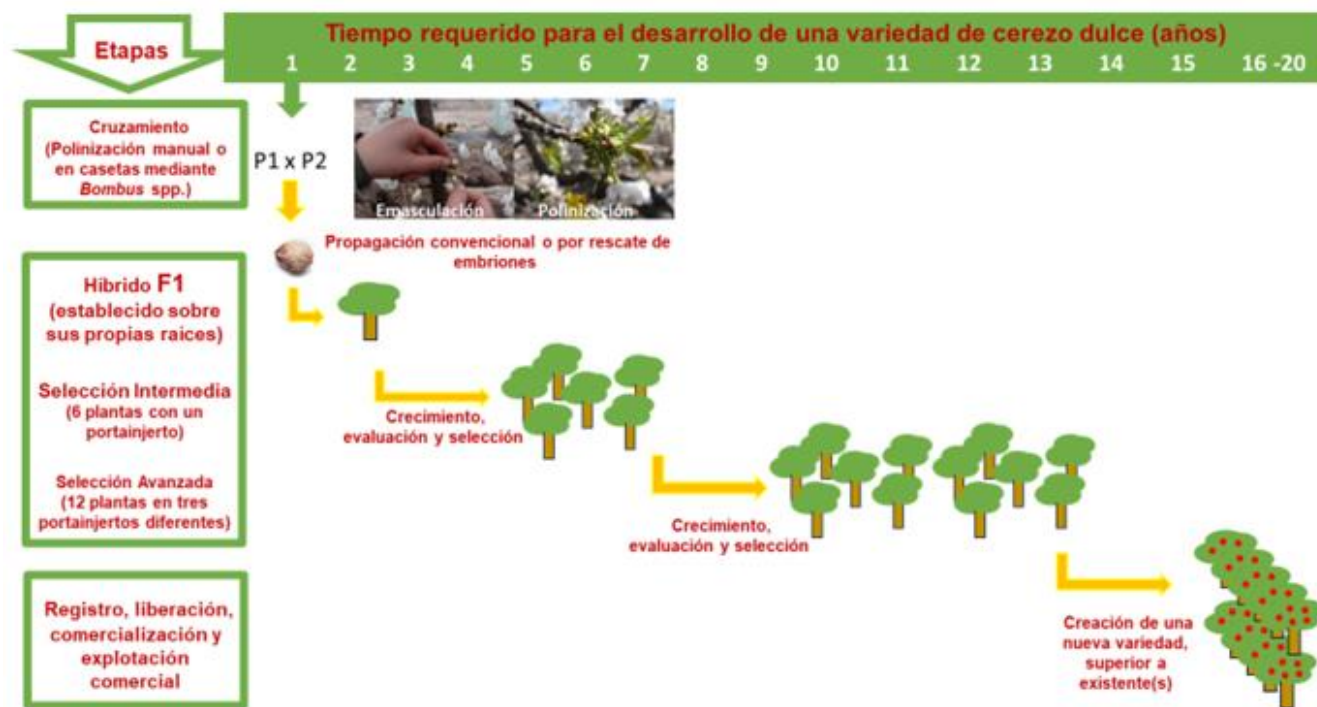 Etapas
Tiempo requerido para el desarrollo de una variedad de cerezo dulce (años)
1 2 3 4 5 6 7 8 9 10 11 12 13 14 15 16 -20
Cruzamiento
(Polinización manual o
en casetas mediante
Bombus spp.)
P1 x P2
Emasculación
Polinización
Propagación convencional o por rescate de
embriones
Híbrido F1
(establecido sobre
sus propias raices)
Selección Intermedia
(6 plantas con un
portainjerto)
Selección Avanzada
(12 plantas en tres
portainjertos diferentes)
Crecimiento,
evaluación y selección
Crecimiento,
evaluación y selección
Registro, liberación,
comercialización y
explotación
comercial
Creación de una
nueva variedad,
superior a
existente(s)